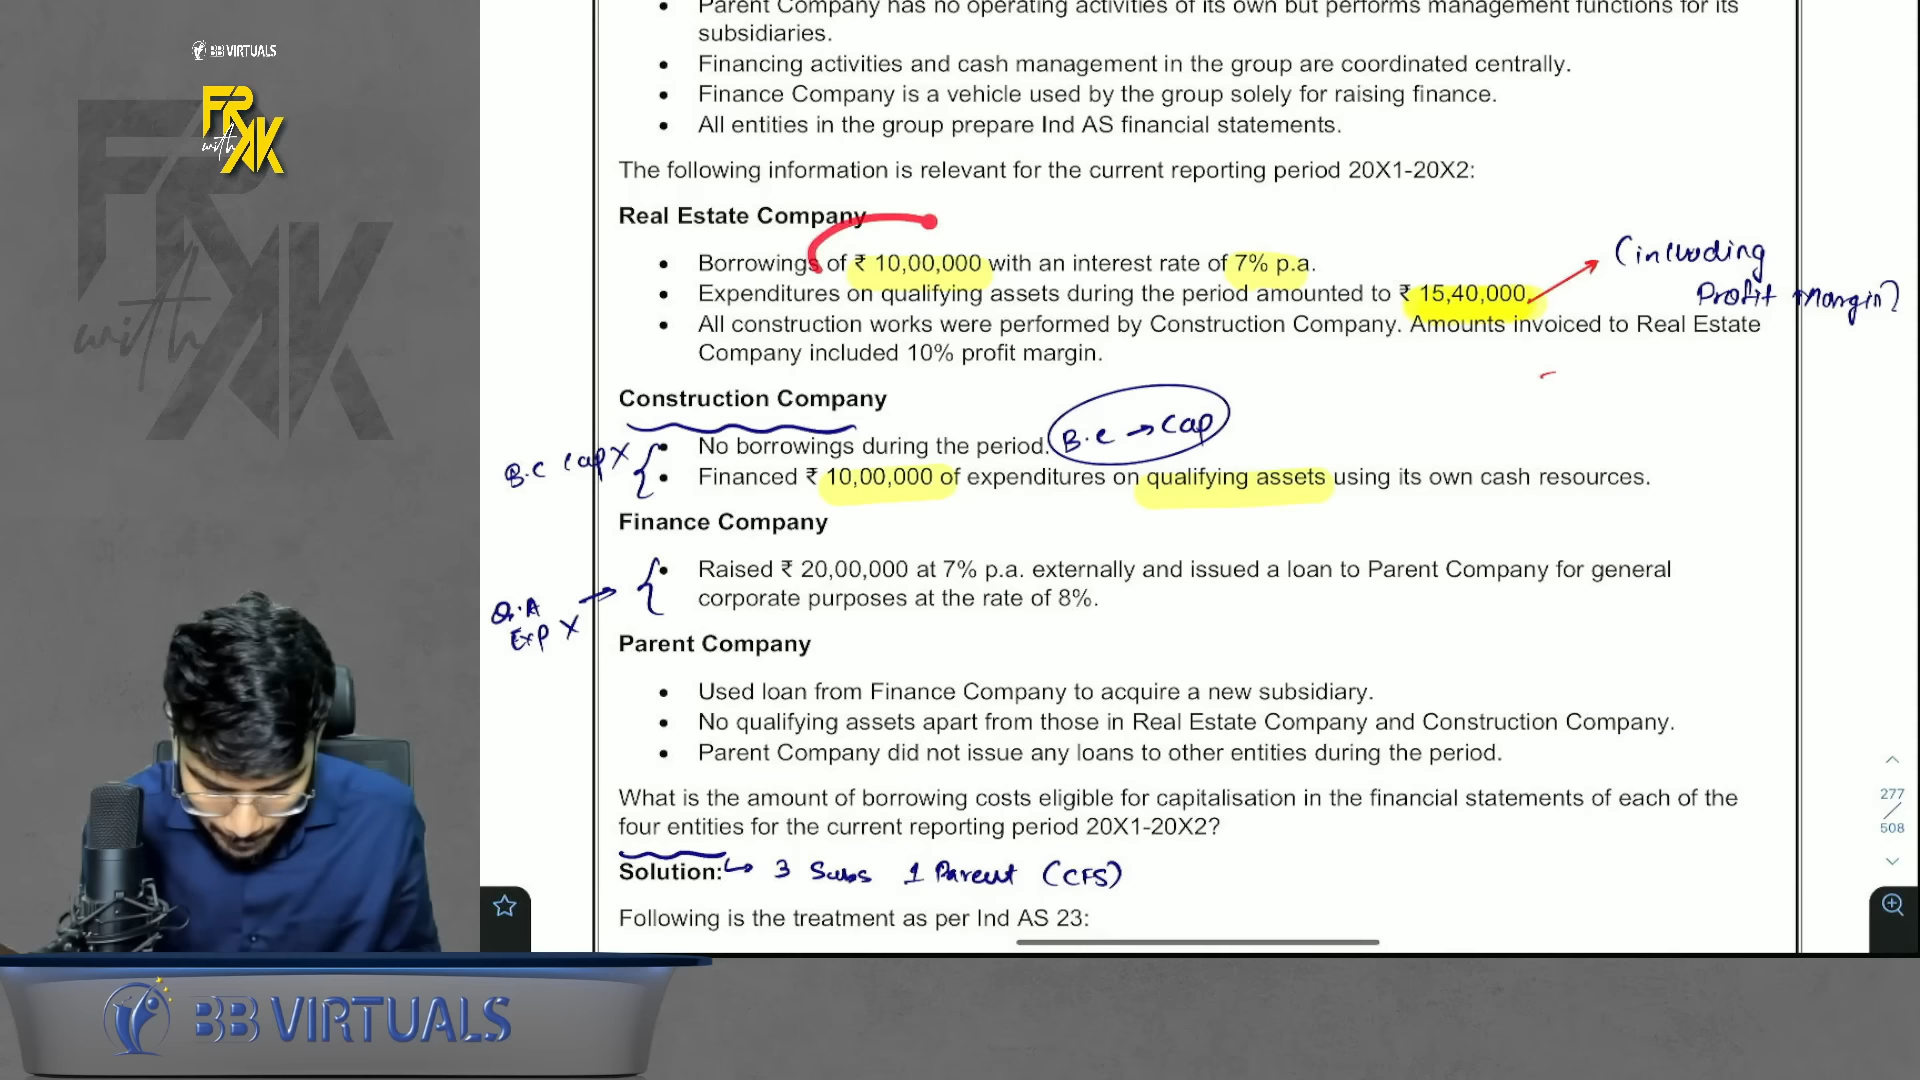 BB VIRTUALS
FR
with
AK
Parent Company has no operating activities of its own but performs management functions for its
subsidiaries.
Financing activities and cash management in the group are coordinated centrally.
Finance Company is a vehicle used by the group solely for raising finance.
All entities in the group prepare Ind AS financial statements.
The following information is relevant for the current reporting period 20X1-20X2:
Real Estate Company
Borrowings of ₹ 10,00,000 with an interest rate of 7% p.a.
(including
Expenditures on qualifying assets during the period amounted to ₹ 15,40,000.
Profit Margin)
All construction works were performed by Construction Company. Amounts invoiced to Real Estate
Company included 10% profit margin.
Construction Company
No borrowings during the period.
B.C → Cap
B.C Cap X
Financed ₹ 10,00,000 of expenditures on qualifying assets using its own cash resources.
Finance Company
Raised ₹ 20,00,000 at 7% p.a. externally and issued a loan to Parent Company for general
corporate purposes at the rate of 8%.
Q.A
Exp X
Parent Company
Used loan from Finance Company to acquire a new subsidiary.
No qualifying assets apart from those in Real Estate Company and Construction Company.
Parent Company did not issue any loans to other entities during the period.
What is the amount of borrowing costs eligible for capitalisation in the financial statements of each of the
four entities for the current reporting period 20X1-20X2?
Solution: ↳ 3 Subs 1 Parent (CFS)
Following is the treatment as per Ind AS 23:
277
/
508
BB VIRTUALS